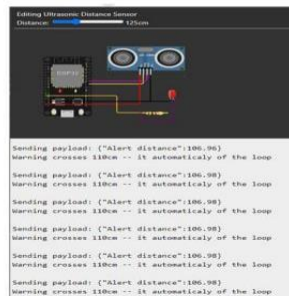 Editing Ultrasonic Distance Sensor
Distance: 125cm
ESP32
Sending payload: {"Alert distance":106.96}
Warning crosses 110cm -- it automaticaly of the loop
Sending payload: {"Alert distance":106.98}
Warning crosses 110cm -- it automaticaly of the loop
Sending payload: {"Alert distance":106.98}
Warning crosses 110cm -- it automaticaly of the loop
Sending payload: {"Alert distance":106.98}
Warning crosses 110cm -- it automaticaly of the loop
Sending payload: {"Alert distance":106.98}
Warning crosses 110cm -- it automaticaly of the loop
Sending payload: {"Alert distance":106.98}
Warning crosses 110cm -- it automaticaly of the loop